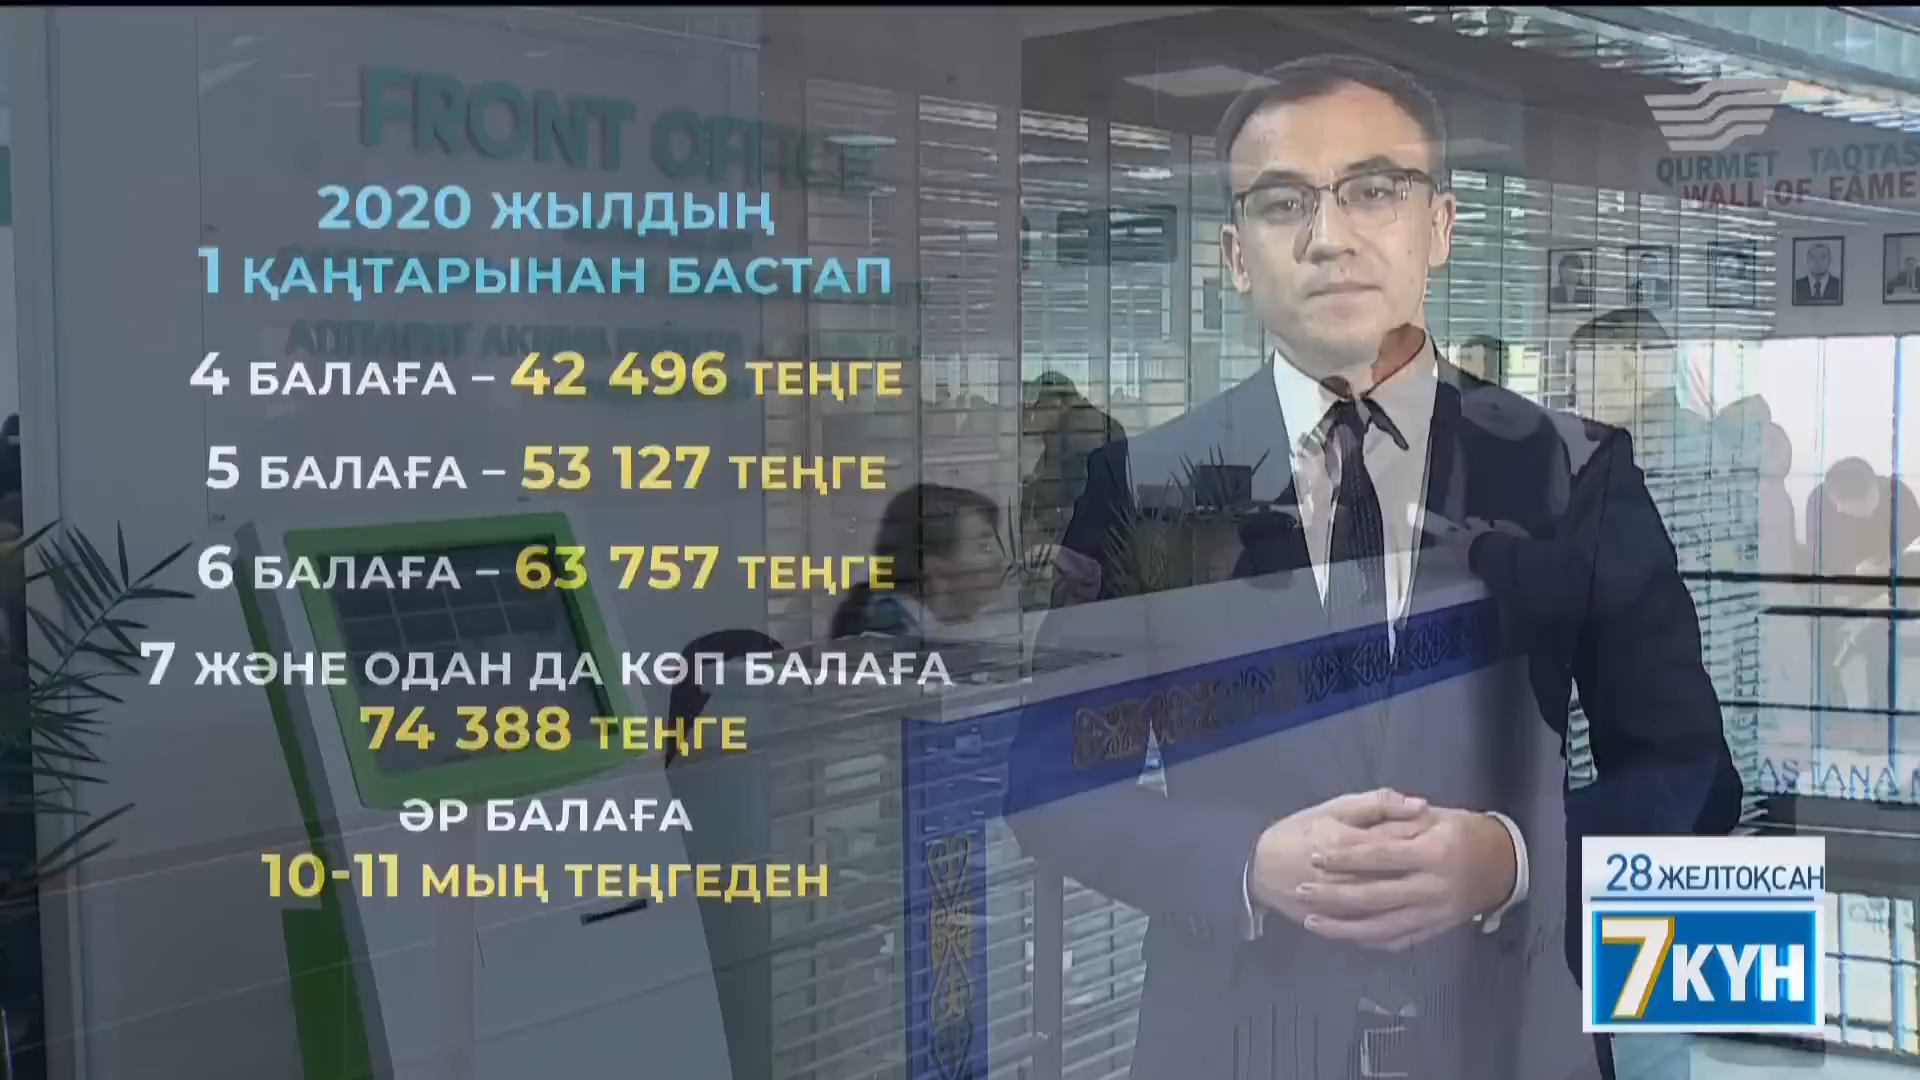 FRONT OFFICE
2020 ЖЫЛДЫҢ
1 ҚАҢТАРЫНАН БАСТАП
4 БАЛАҒА – 42 496 ТЕҢГЕ
5 БАЛАҒА – 53 127 ТЕҢГЕ
6 БАЛАҒА – 63 757 ТЕҢГЕ
7 ЖӘНЕ ОДАН ДА КӨП БАЛАҒА
74 388 ТЕҢГЕ
ӘР БАЛАҒА
10-11 МЫҢ ТЕҢГЕДЕН
QURMET TAQTAS
WALL OF FAME
ASTANA
28 ЖЕЛТОҚСАН
7КҮН